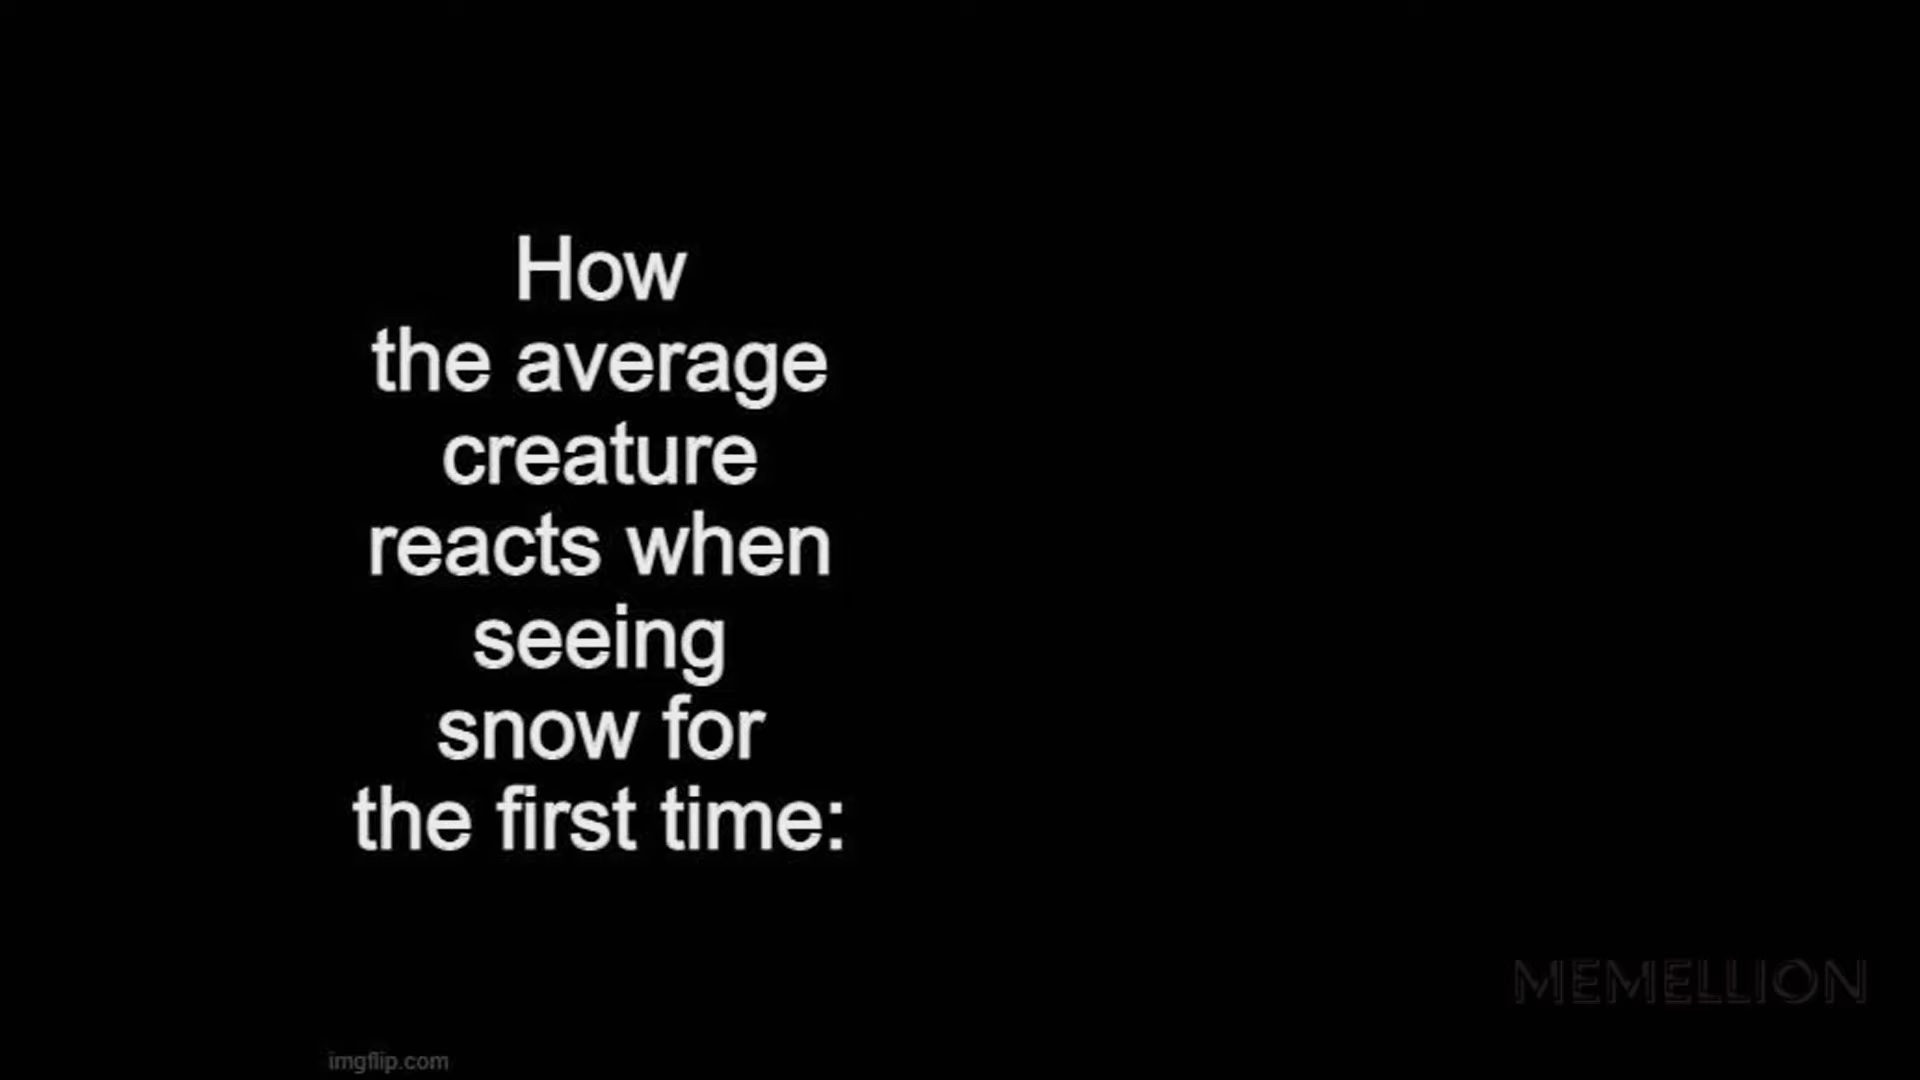 How
the average
creature
reacts when
seeing
snow for
the first time:
MEMELLION
imgflip.com